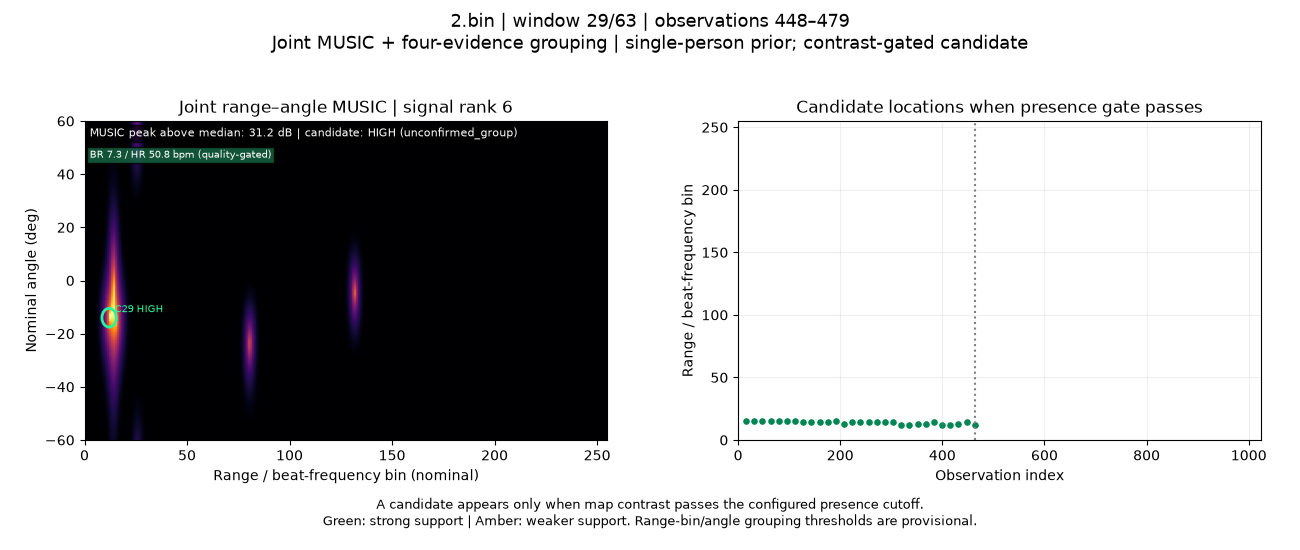 2.bin | window 29/63 | observations 448–479
Joint MUSIC + four-evidence grouping | single-person prior; contrast-gated candidate
Joint range–angle MUSIC | signal rank 6
MUSIC peak above median: 31.2 dB | candidate: HIGH (unconfirmed_group)
BR 7.3 / HR 50.8 bpm (quality-gated)
C29 HIGH
60
40
20
0
−20
−40
−60
Nominal angle (deg)
0
50
100
150
200
250
Range / beat-frequency bin (nominal)
Candidate locations when presence gate passes
250
200
150
100
50
0
Range / beat-frequency bin
0
200
400
600
800
1000
Observation index
A candidate appears only when map contrast passes the configured presence cutoff.
Green: strong support | Amber: weaker support. Range-bin/angle grouping thresholds are provisional.